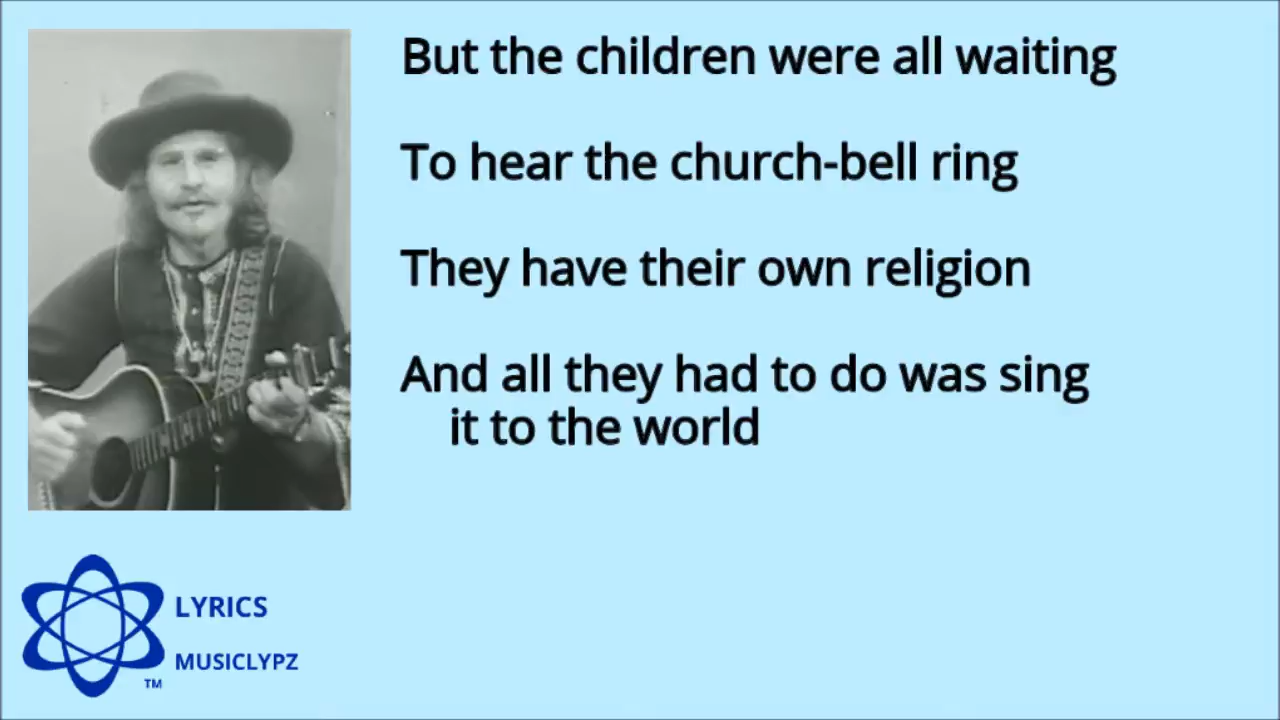 But the children were all waiting
To hear the church-bell ring
They have their own religion
And all they had to do was sing
it to the world
LYRICS
MUSICLYPZ
TM